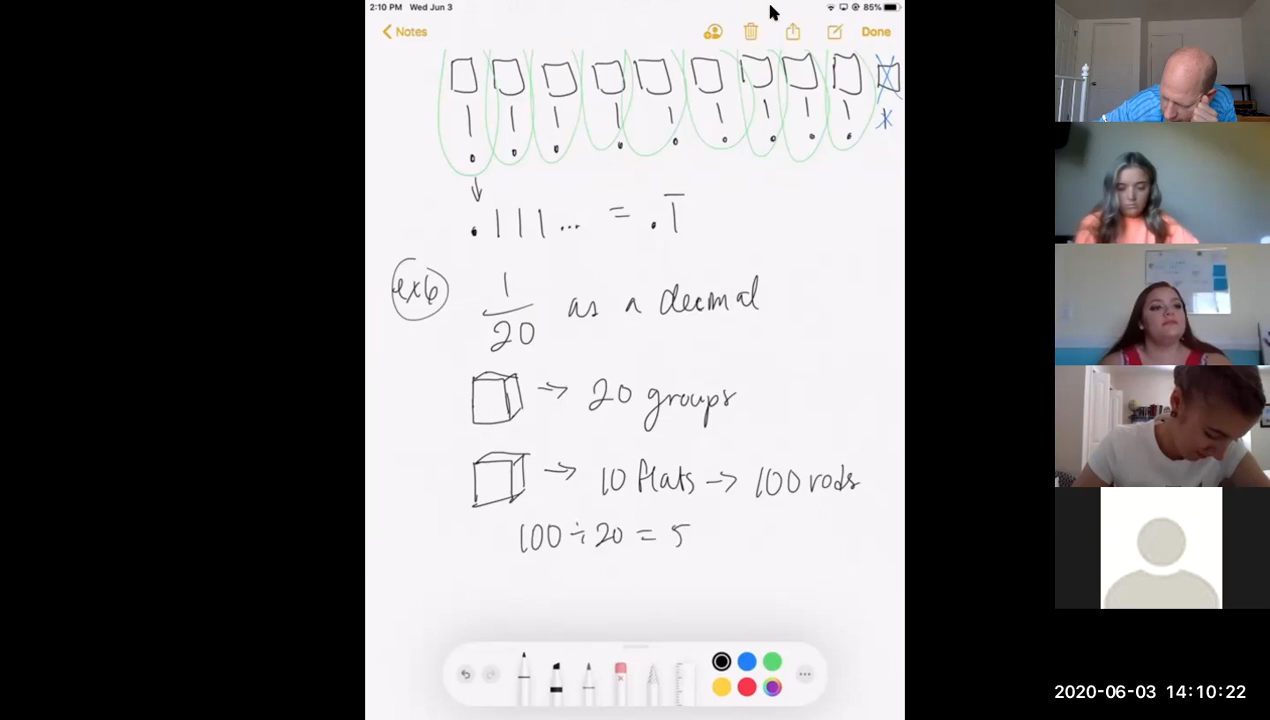 2:10 PM Wed Jun 3
85%
Notes
Done
.111... = .1̅
ex6
1/20 as a decimal
→ 20 groups
→ 10 flats → 100 rods
100 ÷ 20 = 5
2020-06-03 14:10:22